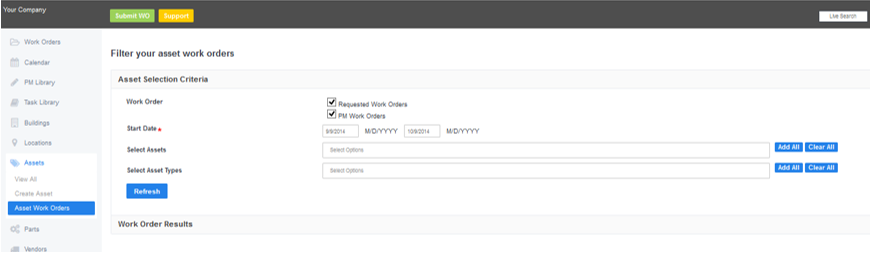 Your Company
Submit WO Support
Live Search
Work Orders
Calendar
PM Library
Task Library
Buildings
Locations
Assets
View All
Create Asset
Asset Work Orders
Parts
Vendors
Filter your asset work orders
Asset Selection Criteria
Work Order
Requested Work Orders
PM Work Orders
Start Date* 9/9/2014 M/D/YYYY 10/9/2014 M/D/YYYY
Select Assets Select Options Add All Clear All
Select Asset Types Select Options Add All Clear All
Refresh
Work Order Results